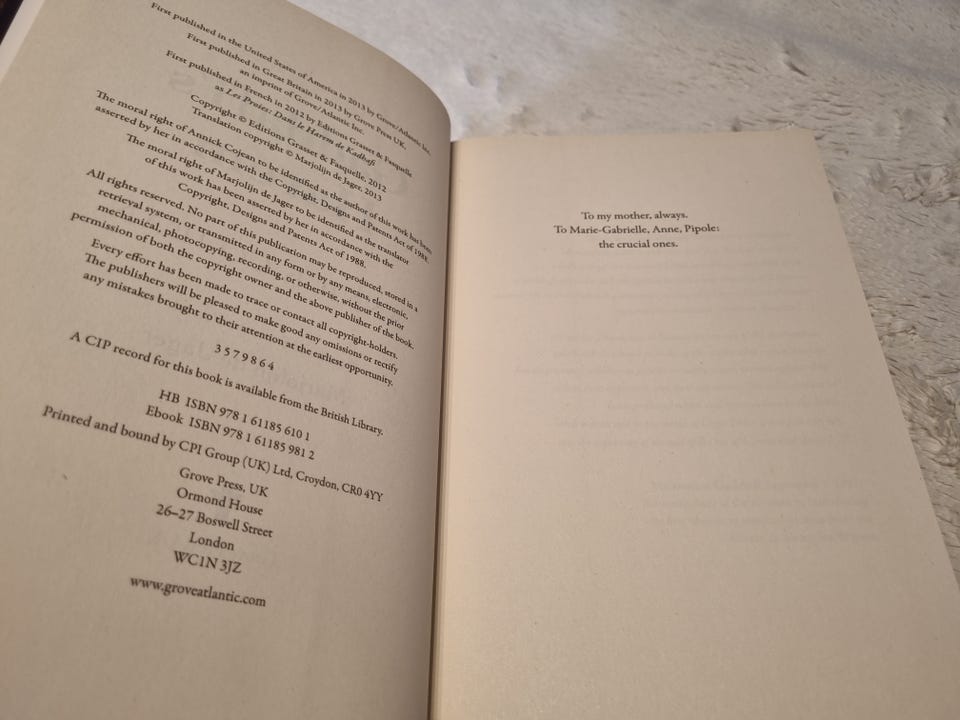 First published in the United States of America in 2013 by Grove/Atlantic Inc.
First published in Great Britain in 2013 by Grove Press UK,
an imprint of Grove/Atlantic Inc.
First published in French in 2012 by Editions Grasset & Fasquelle
as Les Proies: Dans le Harem de Kadhafi
Copyright © Editions Grasset & Fasquelle, 2012
Translation copyright © Marjolijn de Jager, 2013
The moral right of Annick Cojean to be identified as the author of this work has been
asserted by her in accordance with the Copyright, Designs and Patents Act of 1988.
The moral right of Marjolijn de Jager to be identified as the translator
of this work has been asserted by her in accordance with the
Copyright, Designs and Patents Act of 1988.
All rights reserved. No part of this publication may be reproduced, stored in a
retrieval system, or transmitted in any form or by any means, electronic,
mechanical, photocopying, recording, or otherwise, without the prior
permission of both the copyright owner and the above publisher of the book.
Every effort has been made to trace or contact all copyright-holders.
The publishers will be pleased to make good any omissions or rectify
any mistakes brought to their attention at the earliest opportunity.
3 5 7 9 8 6 4
A CIP record for this book is available from the British Library.
HB ISBN 978 1 61185 610 1
Ebook ISBN 978 1 61185 981 2
Printed and bound by CPI Group (UK) Ltd, Croydon, CR0 4YY
Grove Press, UK
Ormond House
26–27 Boswell Street
London
WC1N 3JZ
www.groveatlantic.com
To my mother, always.
To Marie-Gabrielle, Anne, Pipole:
the crucial ones.